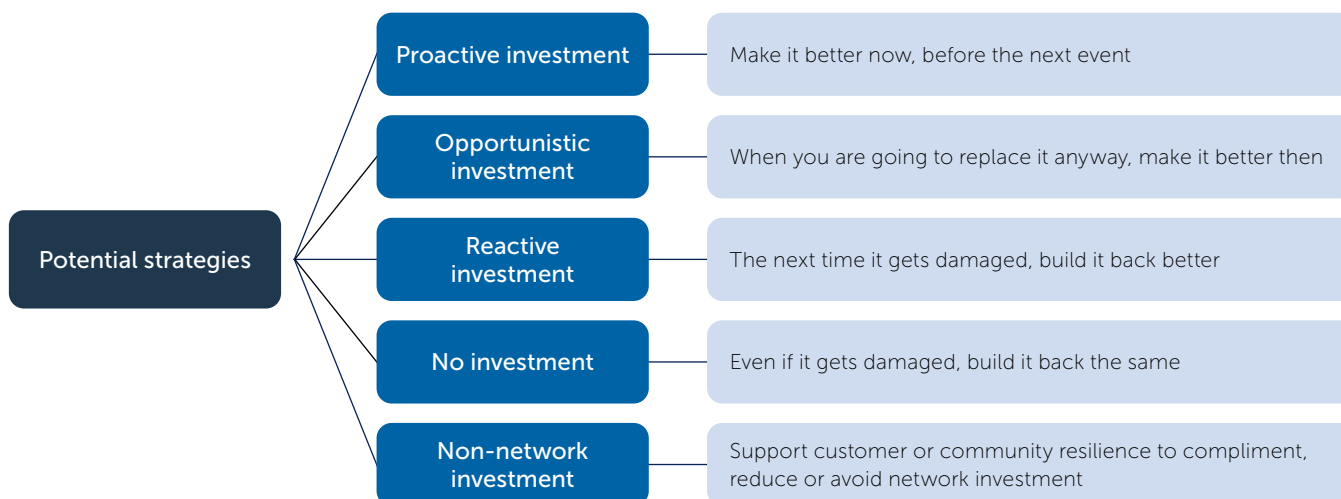 Proactive investment
Make it better now, before the next event
Opportunistic
investment
When you are going to replace it anyway, make it better then
Potential strategies
Reactive
investment
The next time it gets damaged, build it back better
No investment
Even if it gets damaged, build it back the same
Non-network
investment
Support customer or community resilience to compliment,
reduce or avoid network investment